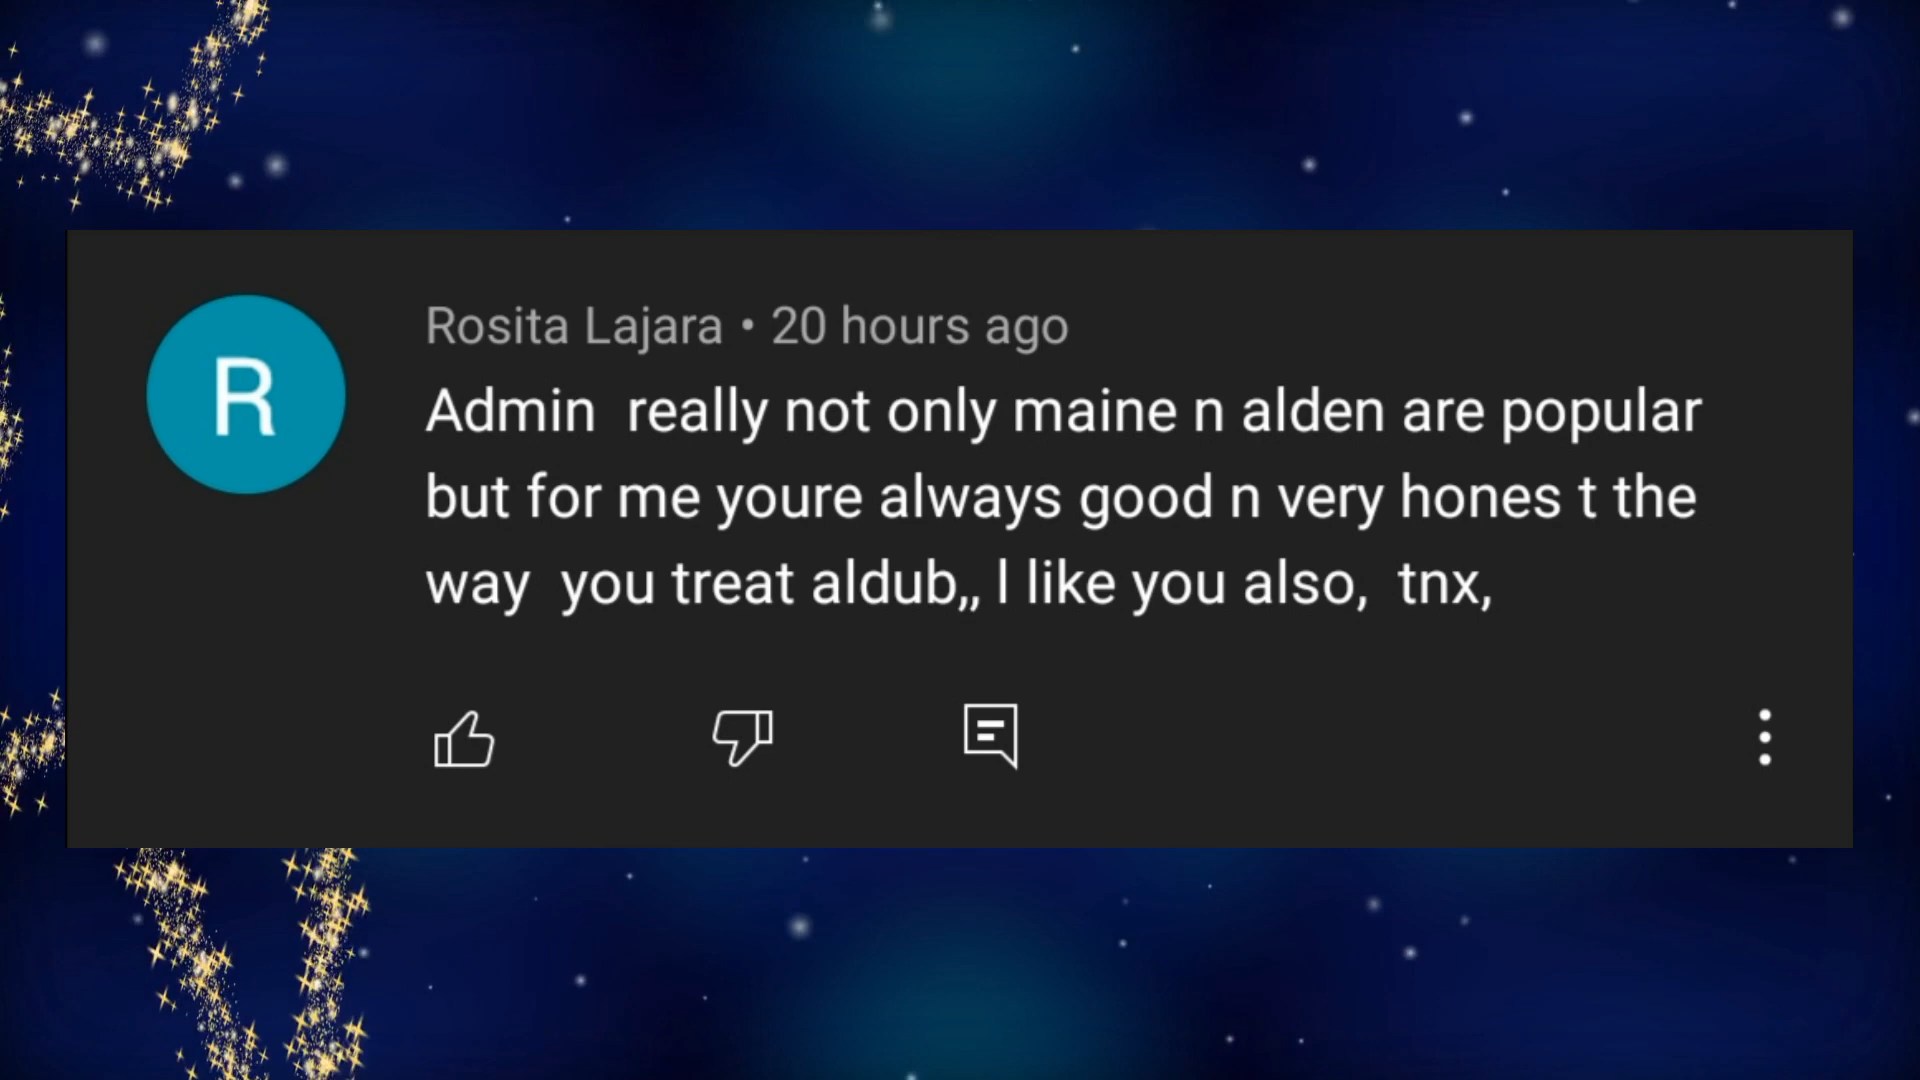 R
Rosita Lajara • 20 hours ago
Admin  really not only maine n alden are popular
but for me youre always good n very hones t the
way  you treat aldub,, I like you also,  tnx,